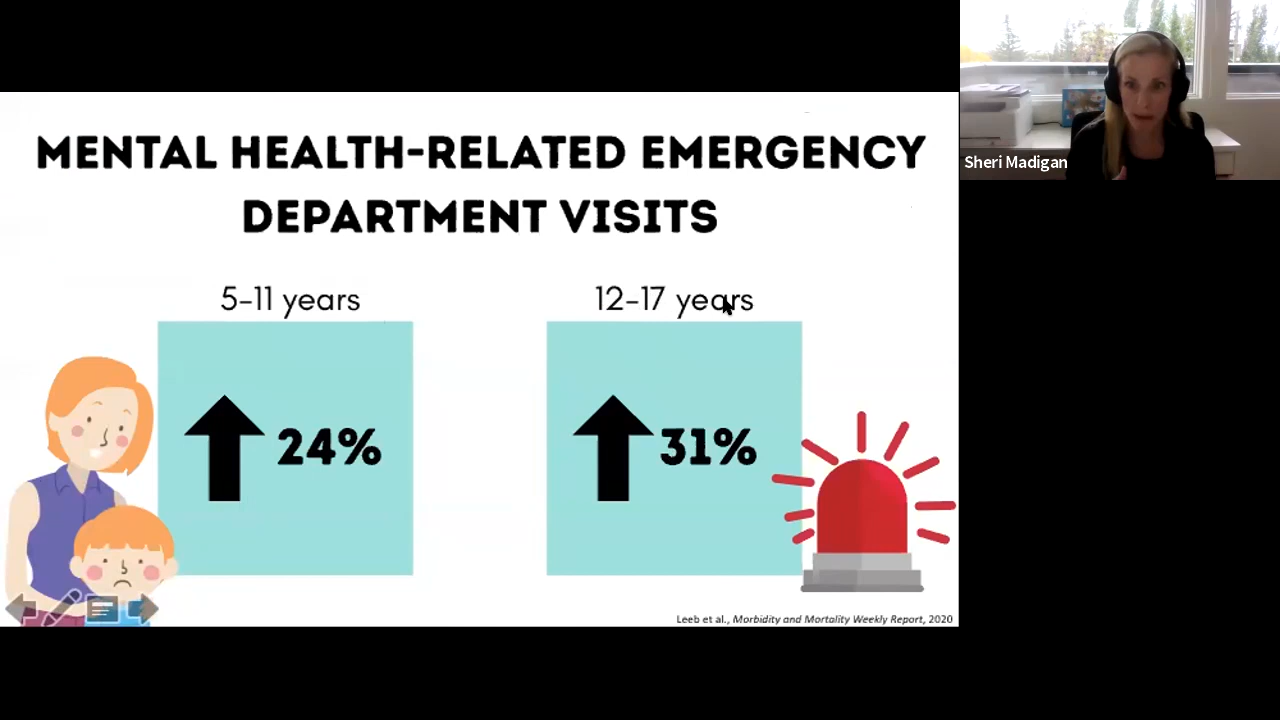 MENTAL HEALTH-RELATED EMERGENCY
DEPARTMENT VISITS
5-11 years
12-17 years
24%
31%
Leeb et al., Morbidity and Mortality Weekly Report, 2020
Sheri Madigan